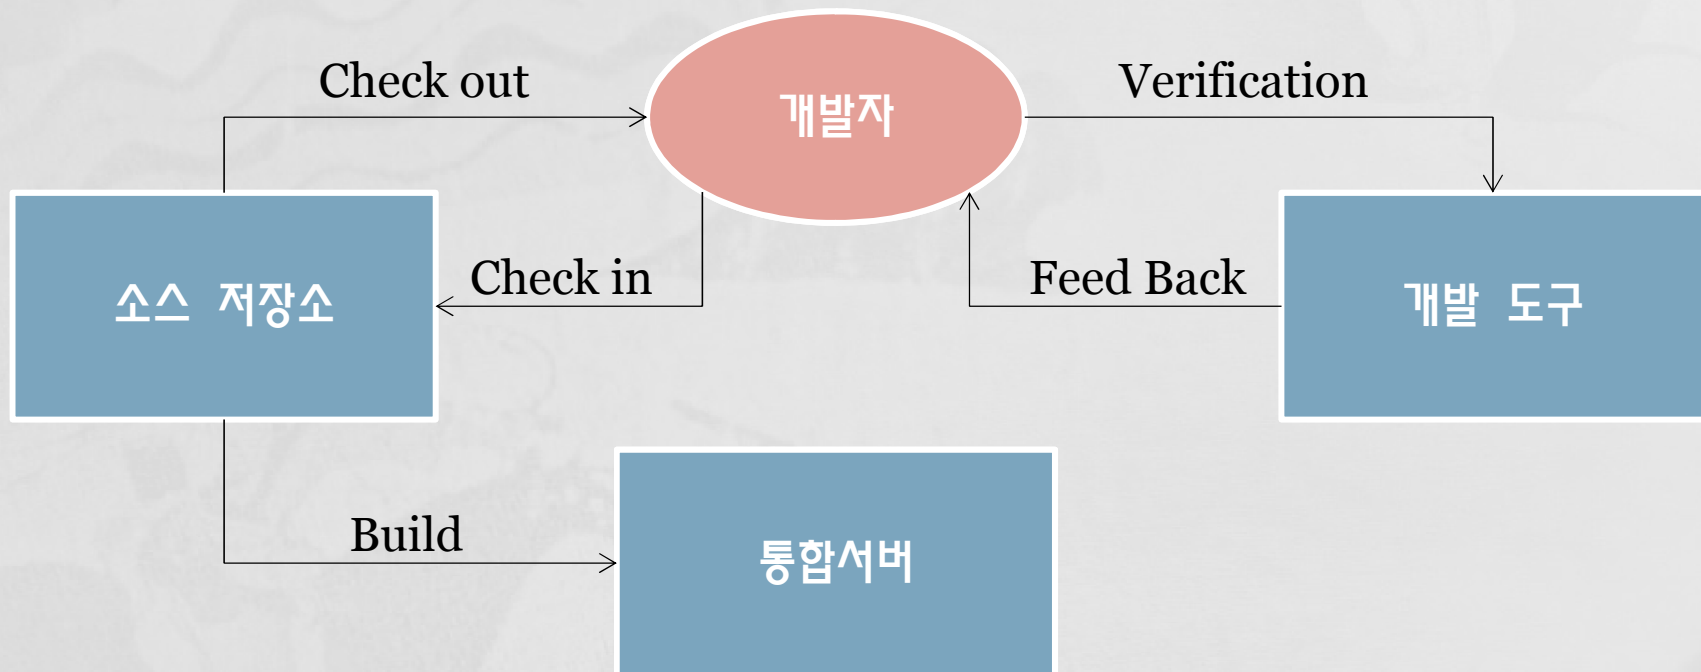 Check out
개발자
Verification
소스 저장소
Check in
Feed Back
개발 도구
Build
통합서버